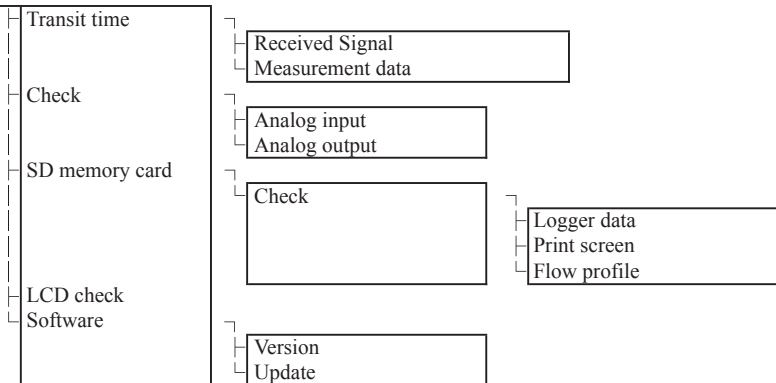 Transit time
Received Signal
Measurement data
Check
Analog input
Analog output
SD memory card
Check
Logger data
Print screen
Flow profile
LCD check
Software
Version
Update